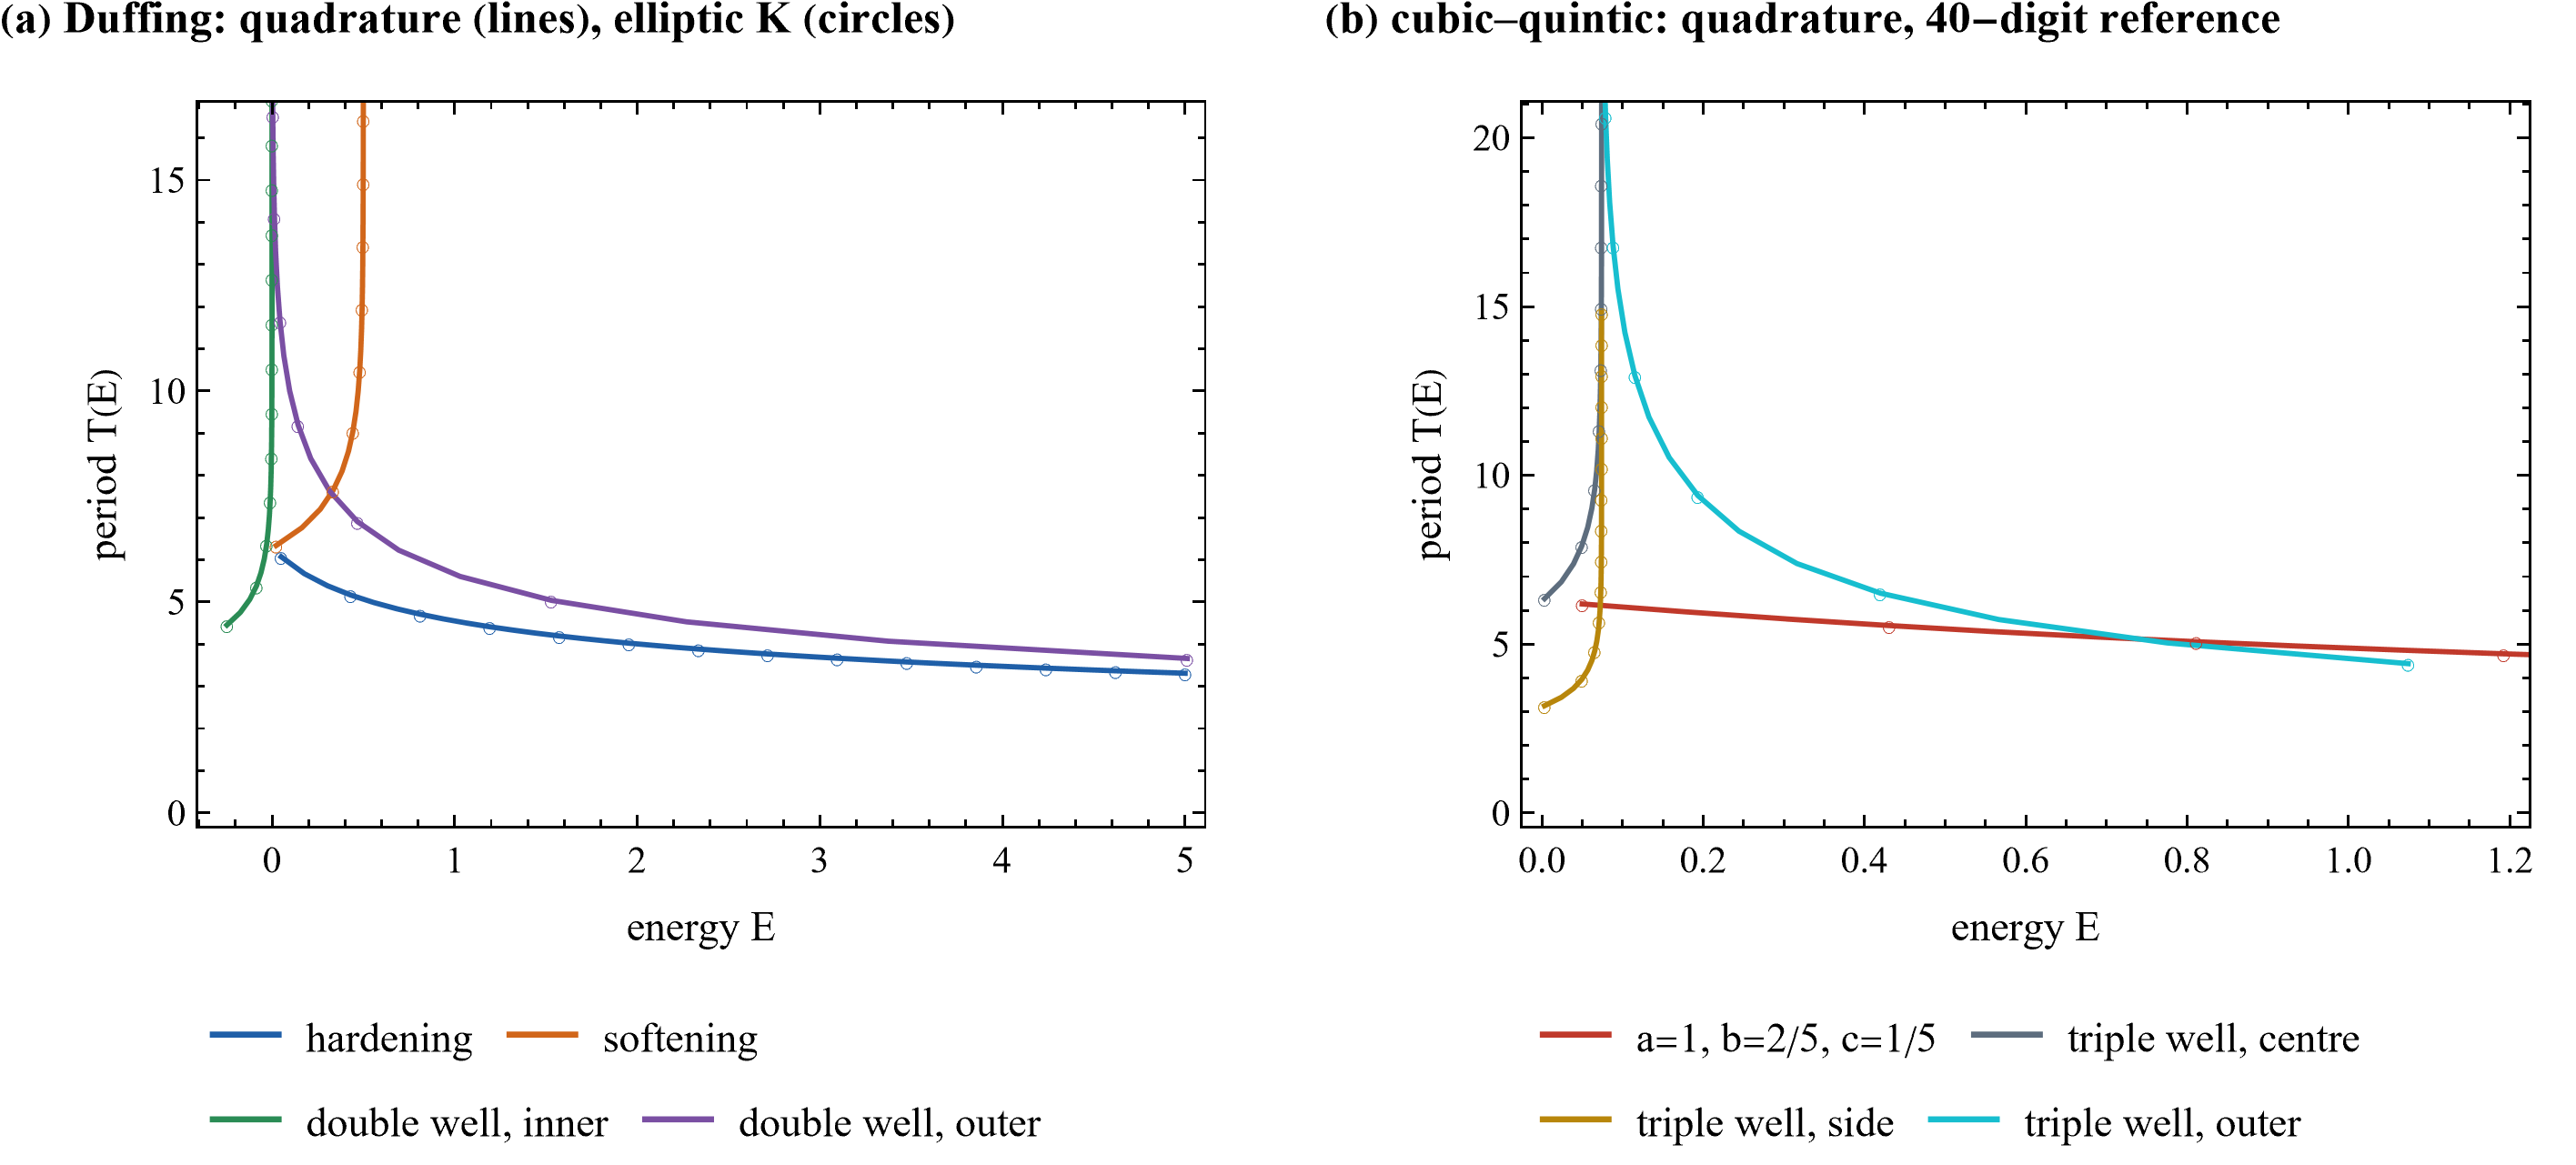 (a) Duffing: quadrature (lines), elliptic K (circles)
(b) cubic–quintic: quadrature, 40–digit reference
15
10
5
0
period T(E)
0 1 2 3 4 5
energy E
hardening softening
double well, inner double well, outer
20
15
10
5
0
period T(E)
0.0 0.2 0.4 0.6 0.8 1.0 1.2
energy E
a=1, b=2/5, c=1/5 triple well, centre
triple well, side triple well, outer